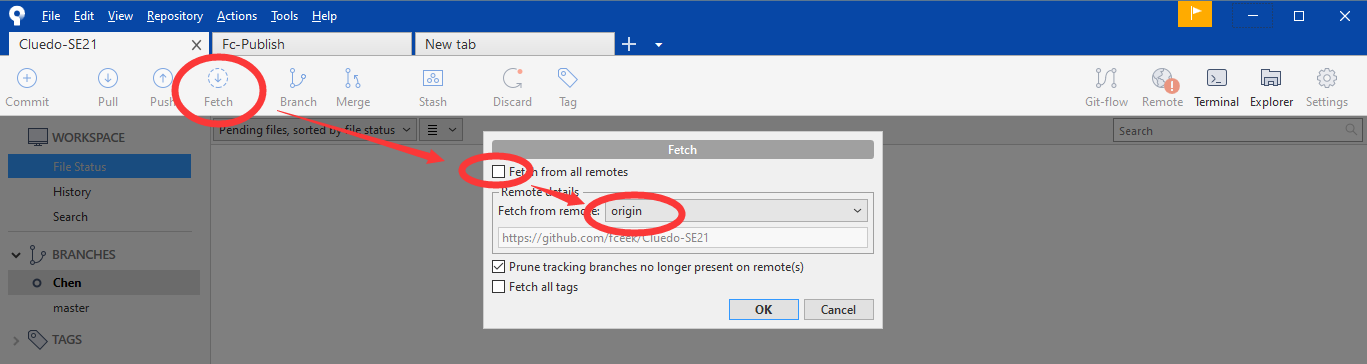 File Edit View Repository Actions Tools Help
Cluedo-SE21 Fc-Publish New tab
Commit Pull Push Fetch Branch Merge Stash Discard Tag Git-flow Remote Terminal Explorer Settings
WORKSPACE
Pending files, sorted by file status
Search
File Status
History
Search
BRANCHES
Chen
master
TAGS
Fetch
Fetch from all remotes
Remote details
Fetch from remote: origin
https://github.com/fceek/Cluedo-SE21
Prune tracking branches no longer present on remote(s)
Fetch all tags
OK Cancel